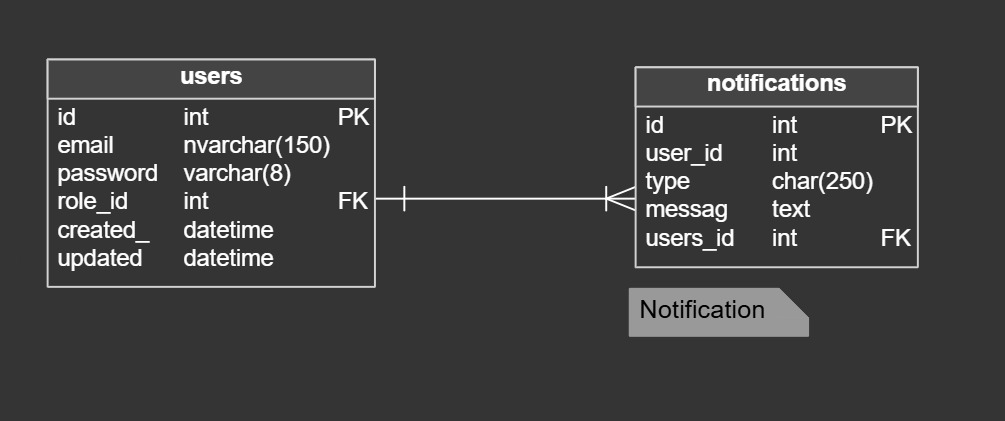 users
id int PK
email nvarchar(150)
password varchar(8)
role_id int FK
created_ datetime
updated datetime
notifications
id int PK
user_id int
type char(250)
messag text
users_id int FK
Notification